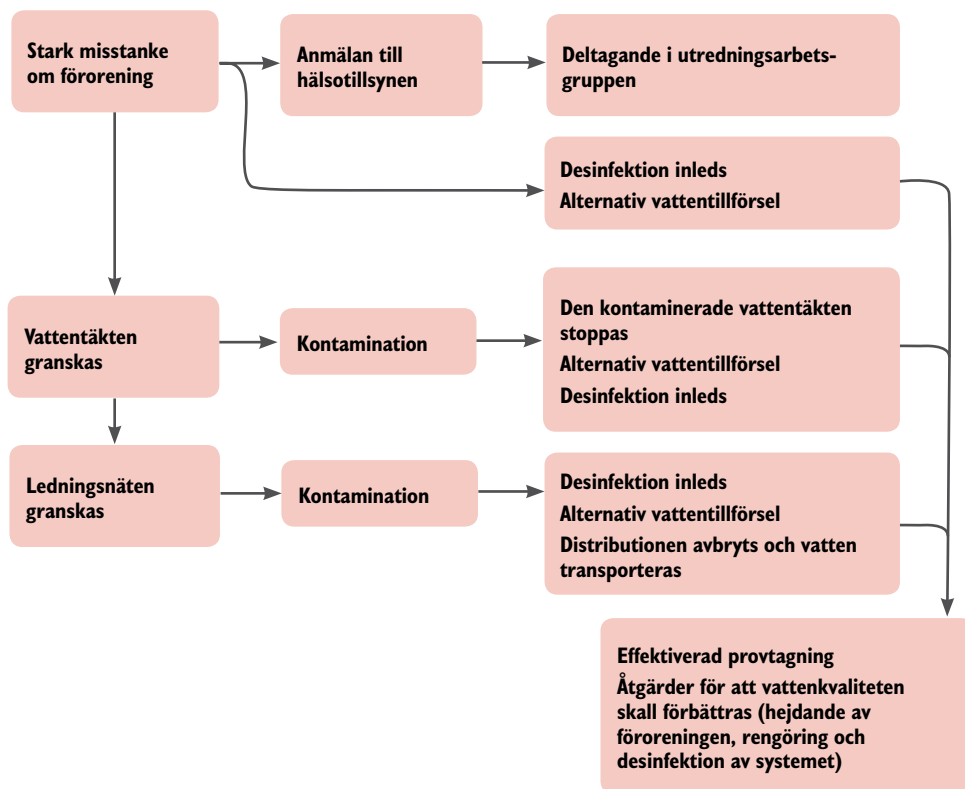 Stark misstanke
om förorening
Anmälan till
hälsotillsynen
Deltagande i utredningsarbets-
gruppen
Desinfektion inleds
Alternativ vattentillförsel
Vattentäkten
granskas
Kontamination
Den kontaminerade vattentäkten
stoppas
Alternativ vattentillförsel
Desinfektion inleds
Ledningsnäten
granskas
Kontamination
Desinfektion inleds
Alternativ vattentillförsel
Distributionen avbryts och vatten
transporteras
Effektiverad provtagning
Åtgärder för att vattenkvaliteten
skall förbättras (hejdande av
föroreningen, rengöring och
desinfektion av systemet)